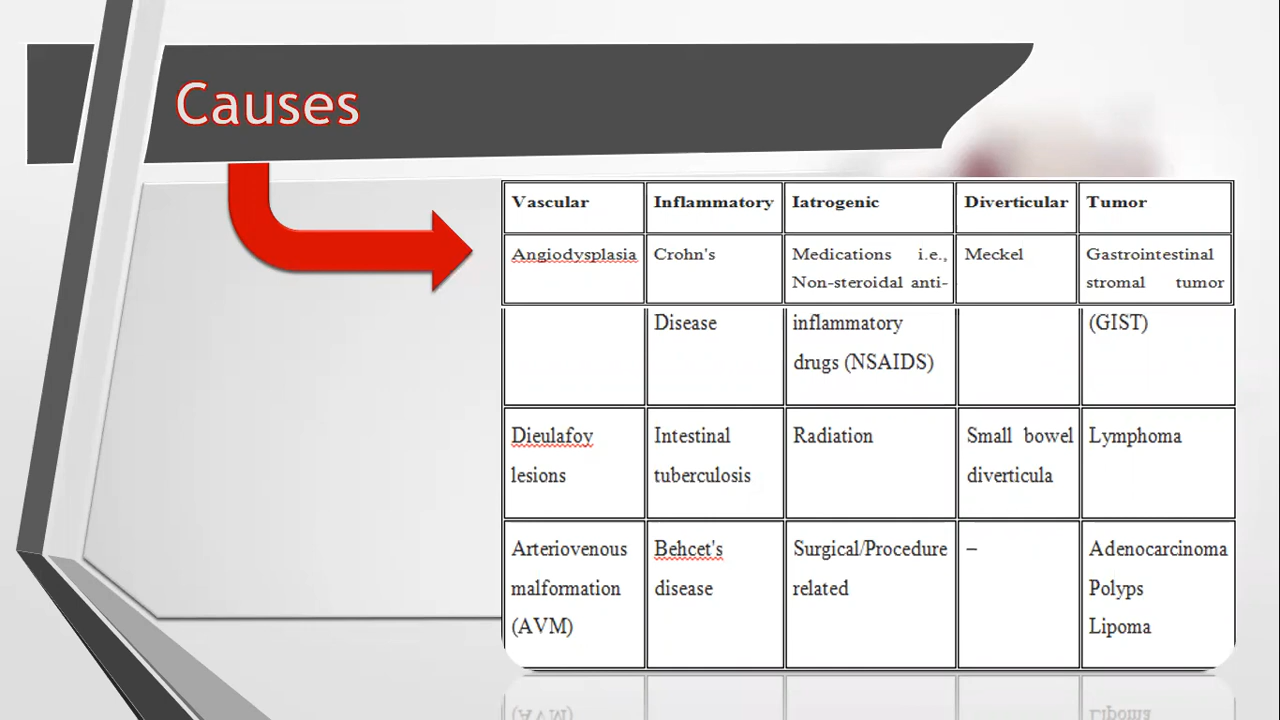 Causes
Vascular Inflammatory Iatrogenic Diverticular Tumor
Angiodysplasia Crohn's Medications i.e., Meckel Gastrointestinal
Non-steroidal anti- stromal tumor
Disease inflammatory (GIST)
drugs (NSAIDS)
Dieulafoy Intestinal Radiation Small bowel Lymphoma
lesions tuberculosis diverticula
Arteriovenous Behcet's Surgical/Procedure – Adenocarcinoma
malformation disease related Polyps
(AVM) Lipoma